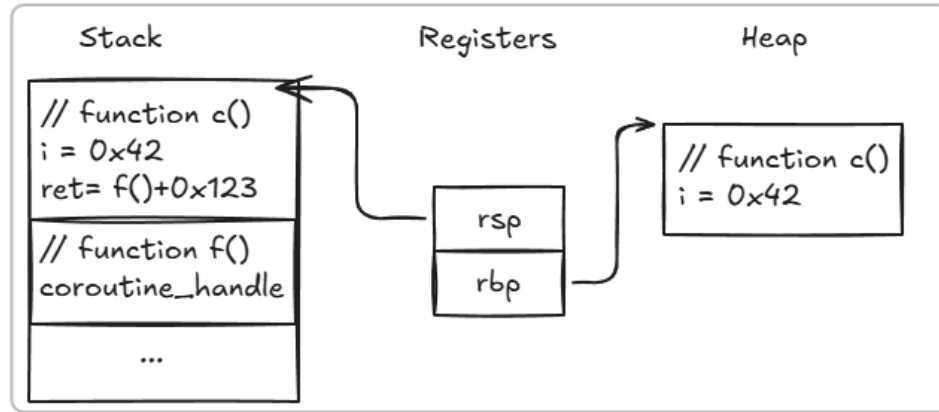 Stack
Registers
Heap
// function c()
i = 0x42
ret= f()+0x123
// function f()
coroutine_handle
...
rsp
rbp
// function c()
i = 0x42